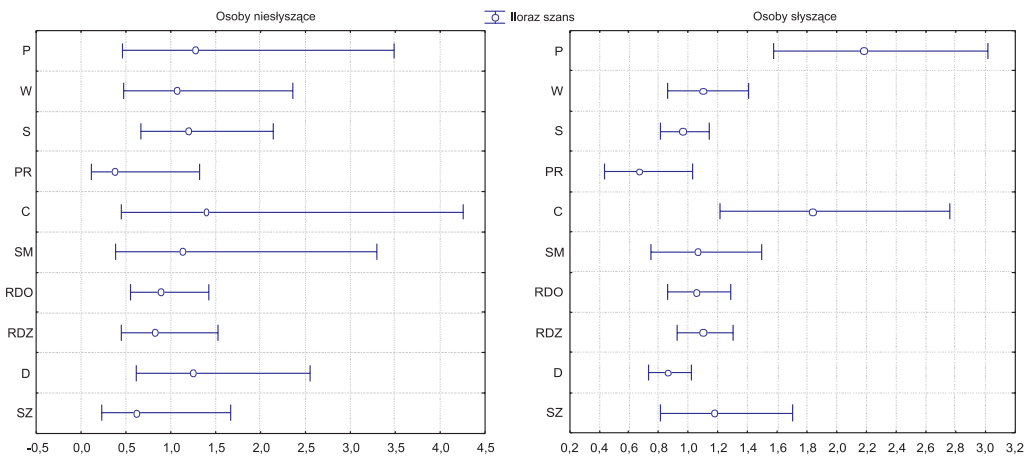 Osoby niesłyszące
Iloraz szans
Osoby słyszące
P
W
S
PR
C
SM
RDO
RDZ
D
SZ
-0,5 0,0 0,5 1,0 1,5 2,0 2,5 3,0 3,5 4,0 4,5
P
W
S
PR
C
SM
RDO
RDZ
D
SZ
0,2 0,4 0,6 0,8 1,0 1,2 1,4 1,6 1,8 2,0 2,2 2,4 2,6 2,8 3,0 3,2